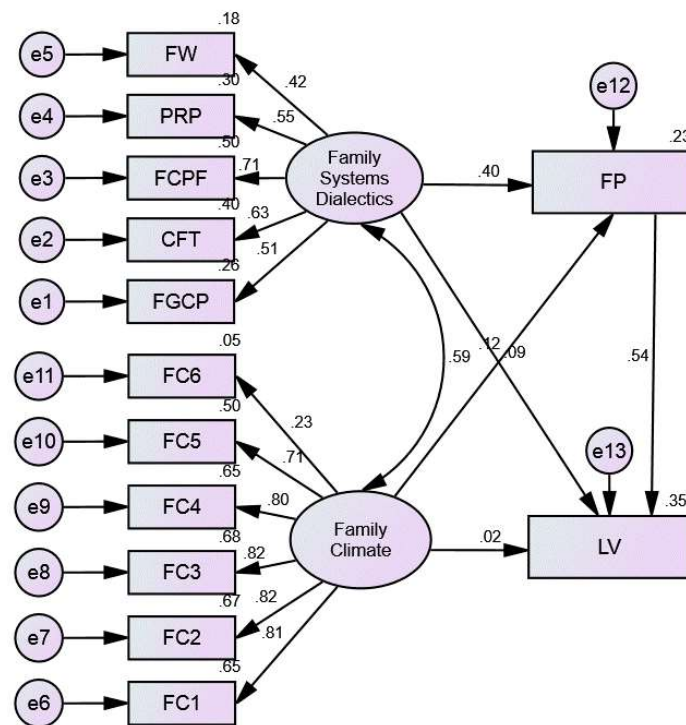 .18
e5
FW
.42
.30
e4
PRP
.55
.50
e3
FCPF
.71
.40
e2
CFT
.63
.26
e1
FGCP
.51
Family
Systems
Dialectics
e12
.23
.40
FP
.05
e11
FC6
.23
.50
e10
FC5
.71
.65
e9
FC4
.80
.68
e8
FC3
.82
.67
e7
FC2
.82
.65
e6
FC1
.81
Family
Climate
.59
.12
.09
.54
e13
.35
.02
LV